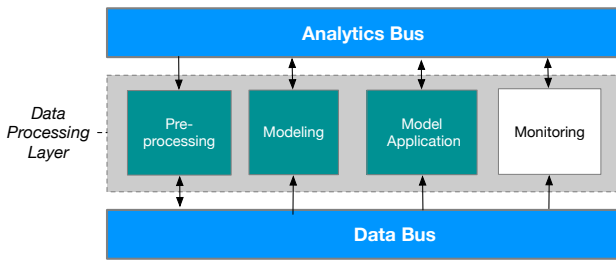 Analytics Bus
Data
Processing
Layer
Pre-
processing
Modeling
Model
Application
Monitoring
Data Bus